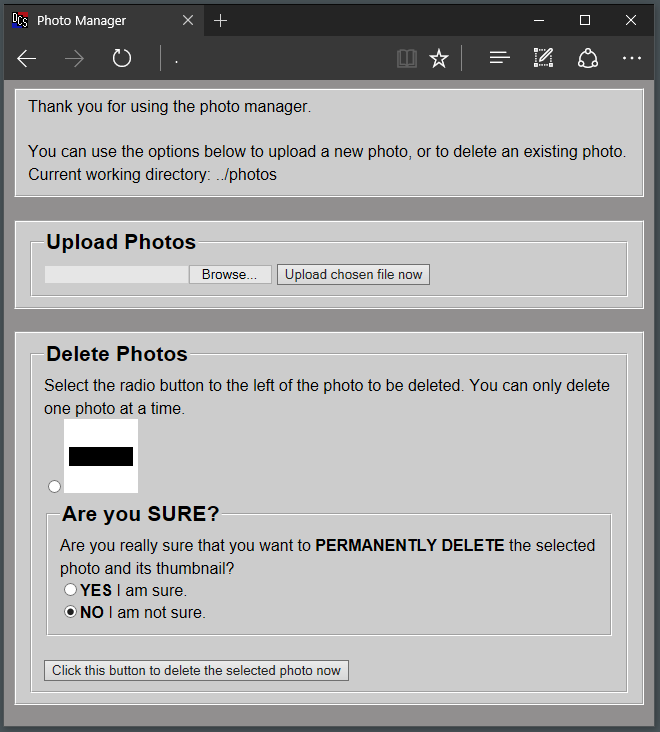 DCS Photo Manager
.
Thank you for using the photo manager.
You can use the options below to upload a new photo, or to delete an existing photo.
Current working directory: ../photos
Upload Photos
Browse... Upload chosen file now
Delete Photos
Select the radio button to the left of the photo to be deleted. You can only delete
one photo at a time.
Are you SURE?
Are you really sure that you want to PERMANENTLY DELETE the selected
photo and its thumbnail?
YES I am sure.
NO I am not sure.
Click this button to delete the selected photo now